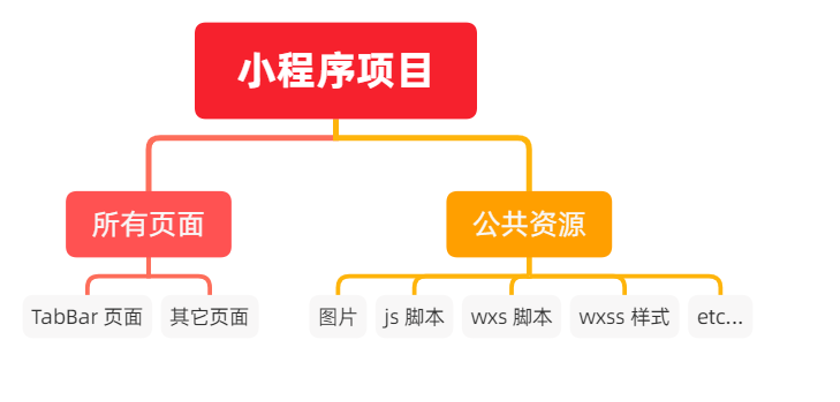 小程序项目
所有页面
公共资源
TabBar 页面
其它页面
图片
js 脚本
wxs 脚本
wxss 样式
etc...